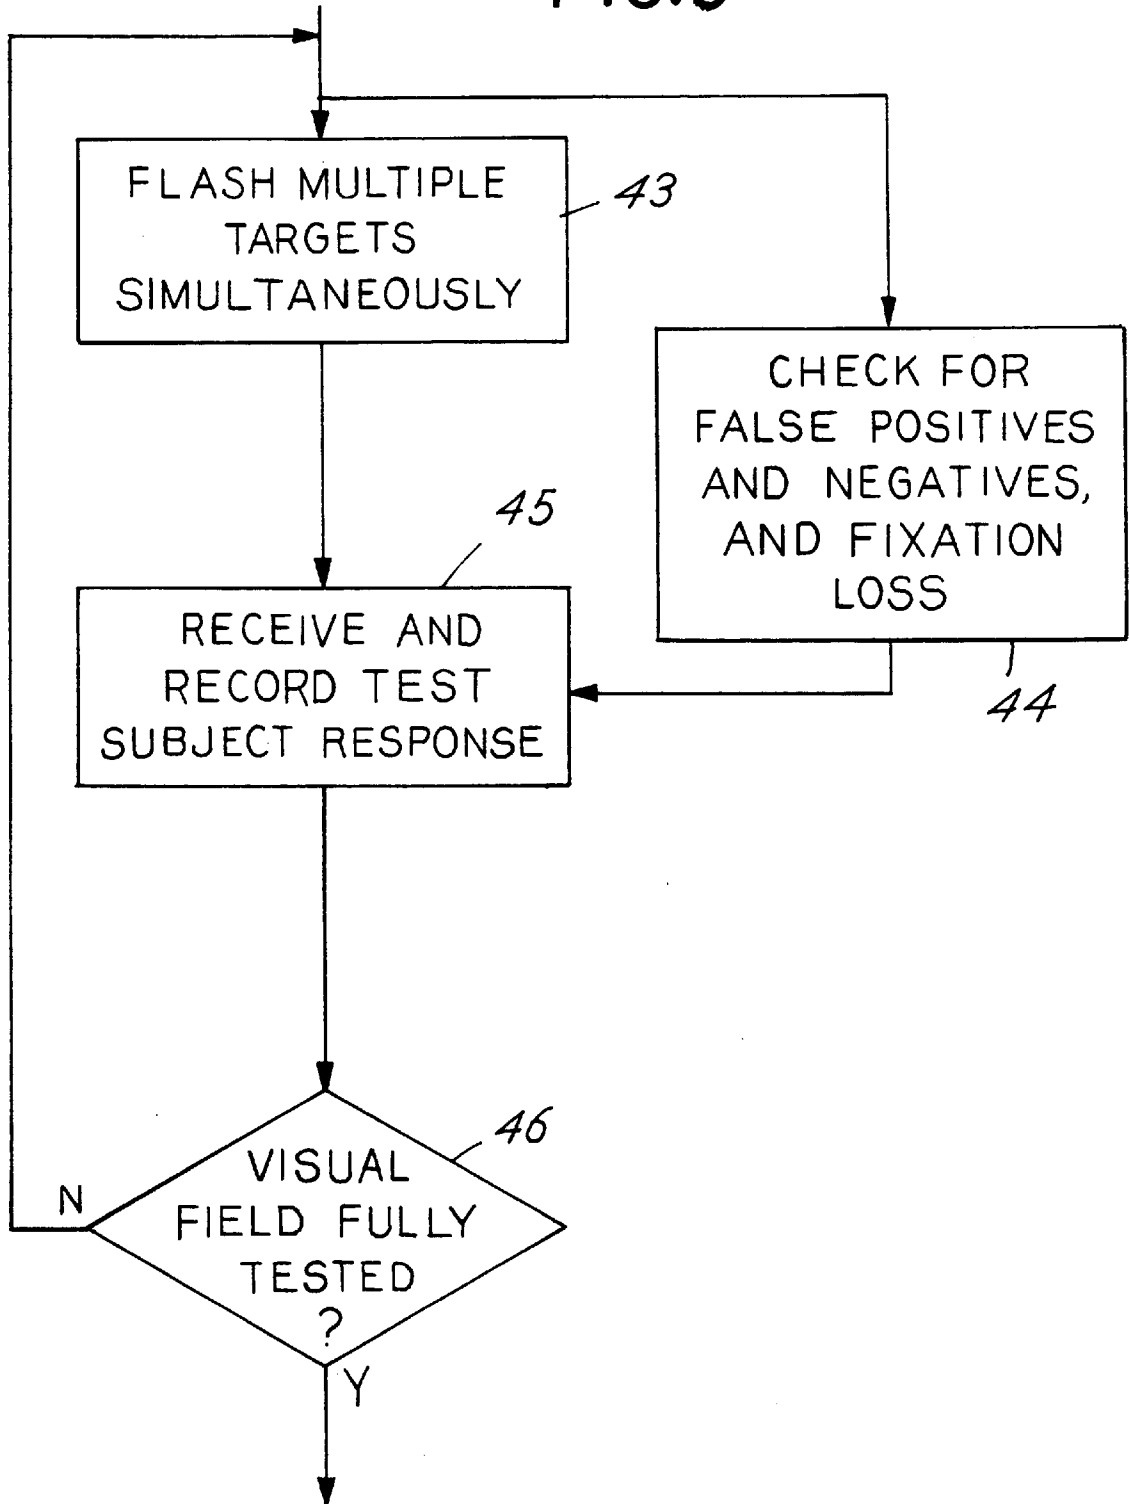 FLASH MULTIPLE
TARGETS
SIMULTANEOUSLY
43
CHECK FOR
FALSE POSITIVES
AND NEGATIVES,
AND FIXATION
LOSS
44
45
RECEIVE AND
RECORD TEST
SUBJECT RESPONSE
46
VISUAL
FIELD FULLY
TESTED
?
N
Y